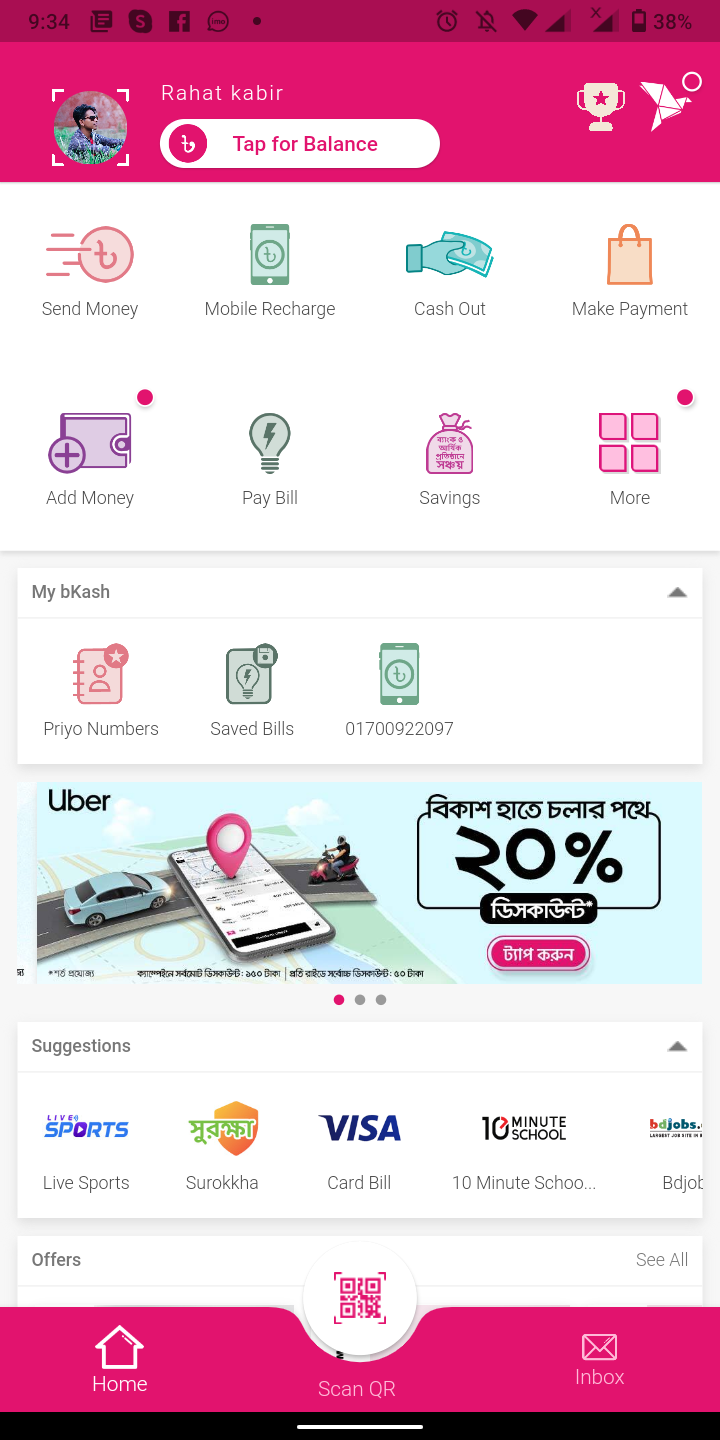 9:34
38%
Rahat kabir
Tap for Balance
Send Money
Mobile Recharge
Cash Out
Make Payment
ব্যাংক ও
আর্থিক
প্রতিষ্ঠানে
সঞ্চয়
Add Money
Pay Bill
Savings
More
My bKash
Priyo Numbers
Saved Bills
01700922097
Uber
বিকাশ হাতে চলার পথে
২০%
ডিসকাউন্ট*
ট্যাপ করুন
*শর্ত প্রযোজ্য
ক্যাম্পেইনে সর্বমোট ডিসকাউন্ট: ১৫০ টাকা | প্রতি রাইডে সর্বোচ্চ ডিসকাউন্ট: ৫০ টাকা
Suggestions
LIVE
SPORTS
সুরক্ষা
VISA
10 MINUTE
SCHOOL
bdjobs.
LARGEST JOB SITE IN
Live Sports
Surokkha
Card Bill
10 Minute Schoo...
Bdjob
Offers
See All
Home
Scan QR
Inbox